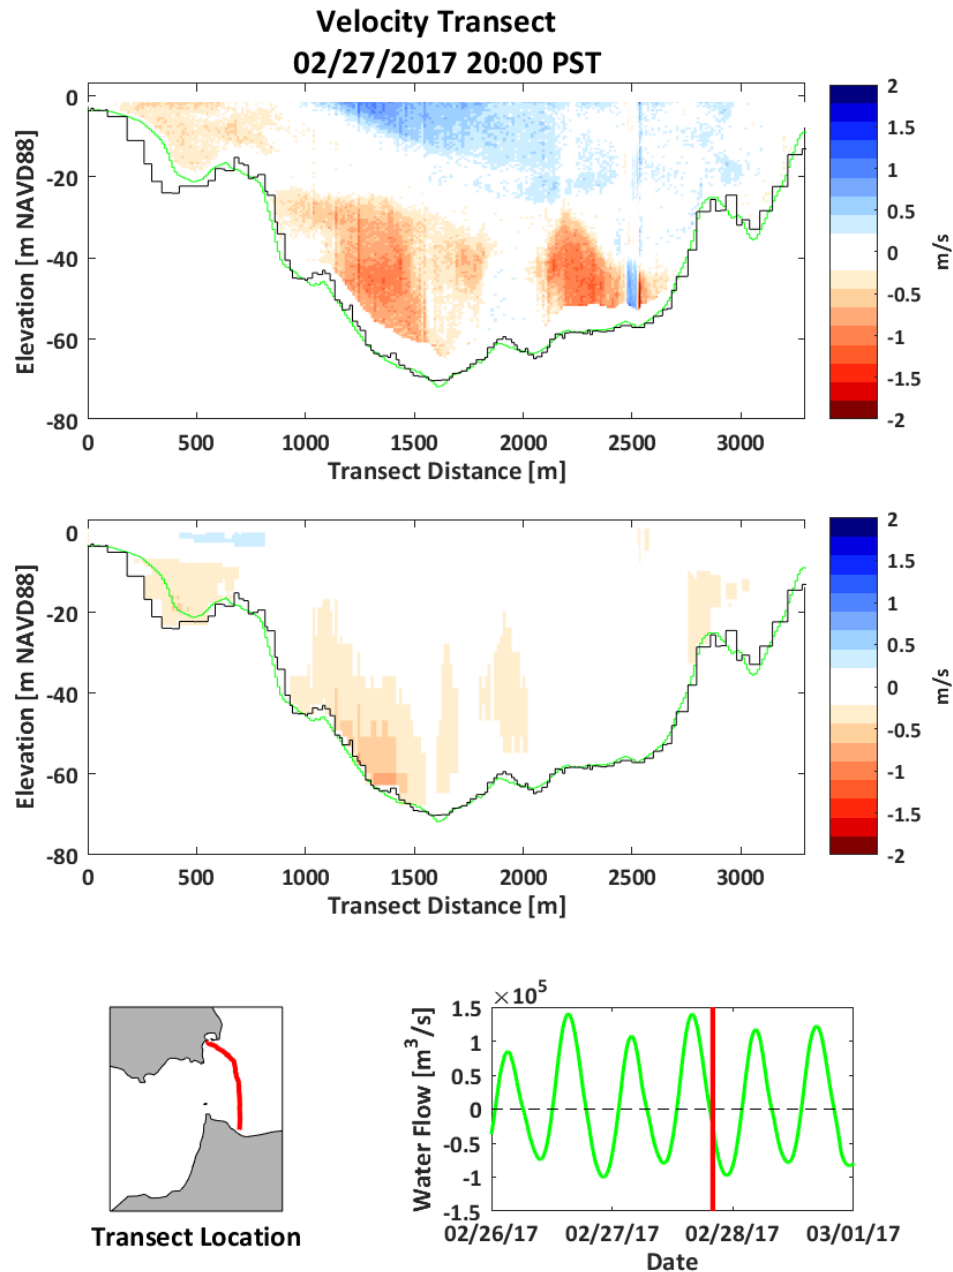 Velocity Transect
02/27/2017 20:00 PST
Elevation [m NAVD88]
0
-20
-40
-60
-80
0 500 1000 1500 2000 2500 3000
Transect Distance [m]
2
1.5
1
0.5
0
-0.5
-1
-1.5
-2
m/s
Elevation [m NAVD88]
0
-20
-40
-60
-80
0 500 1000 1500 2000 2500 3000
Transect Distance [m]
2
1.5
1
0.5
0
-0.5
-1
-1.5
-2
m/s
Transect Location
×10⁵
Water Flow [m³/s]
1.5
1
0.5
0
-0.5
-1
-1.5
02/26/17 02/27/17 02/28/17 03/01/17
Date